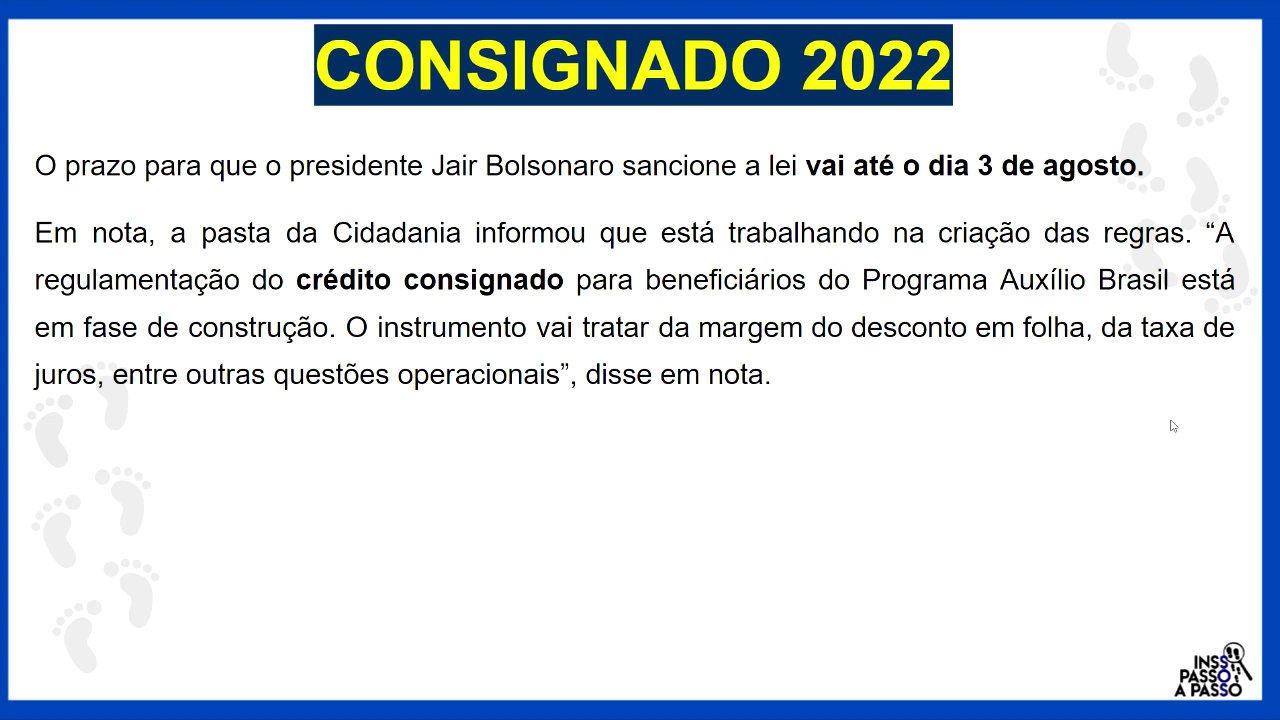 CONSIGNADO 2022
O prazo para que o presidente Jair Bolsonaro sancione a lei vai até o dia 3 de agosto.
Em nota, a pasta da Cidadania informou que está trabalhando na criação das regras. “A
regulamentação do crédito consignado para beneficiários do Programa Auxílio Brasil está
em fase de construção. O instrumento vai tratar da margem do desconto em folha, da taxa de
juros, entre outras questões operacionais”, disse em nota.
INSS
PASSO
A PASSO